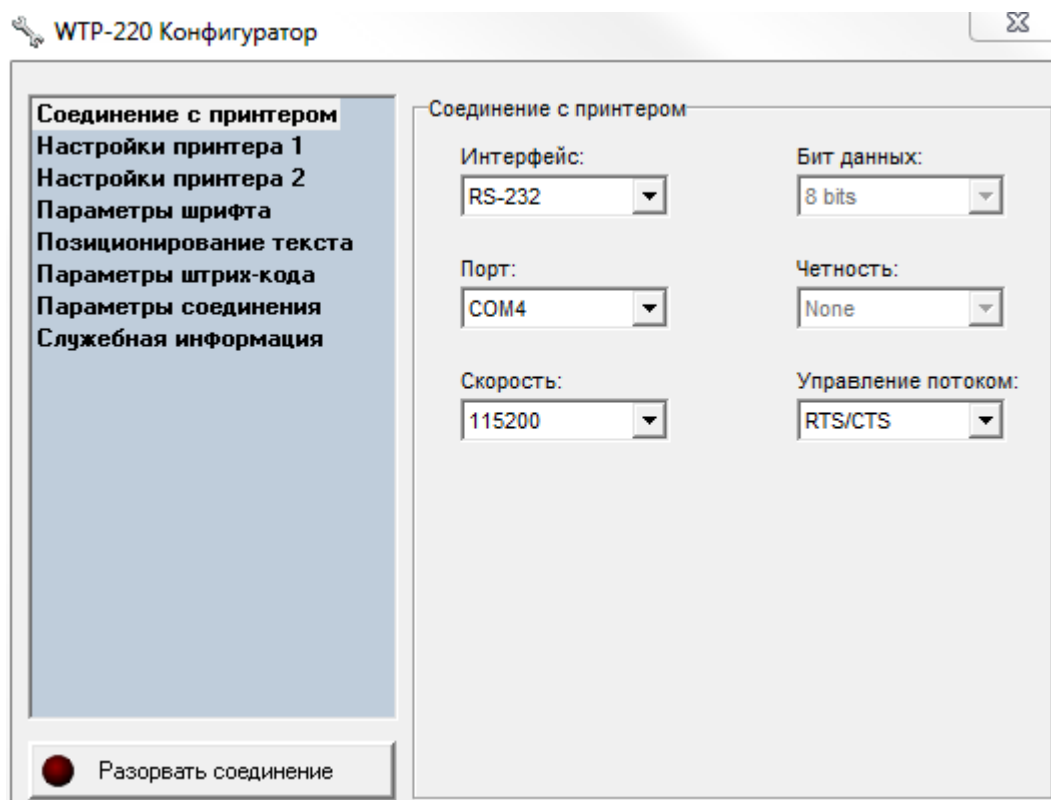 WTP-220 Конфигуратор
Соединение с принтером
Настройки принтера 1
Настройки принтера 2
Параметры шрифта
Позиционирование текста
Параметры штрих-кода
Параметры соединения
Служебная информация
Разорвать соединение
Соединение с принтером
Интерфейс:
RS-232
Бит данных:
8 bits
Порт:
COM4
Четность:
None
Скорость:
115200
Управление потоком:
RTS/CTS